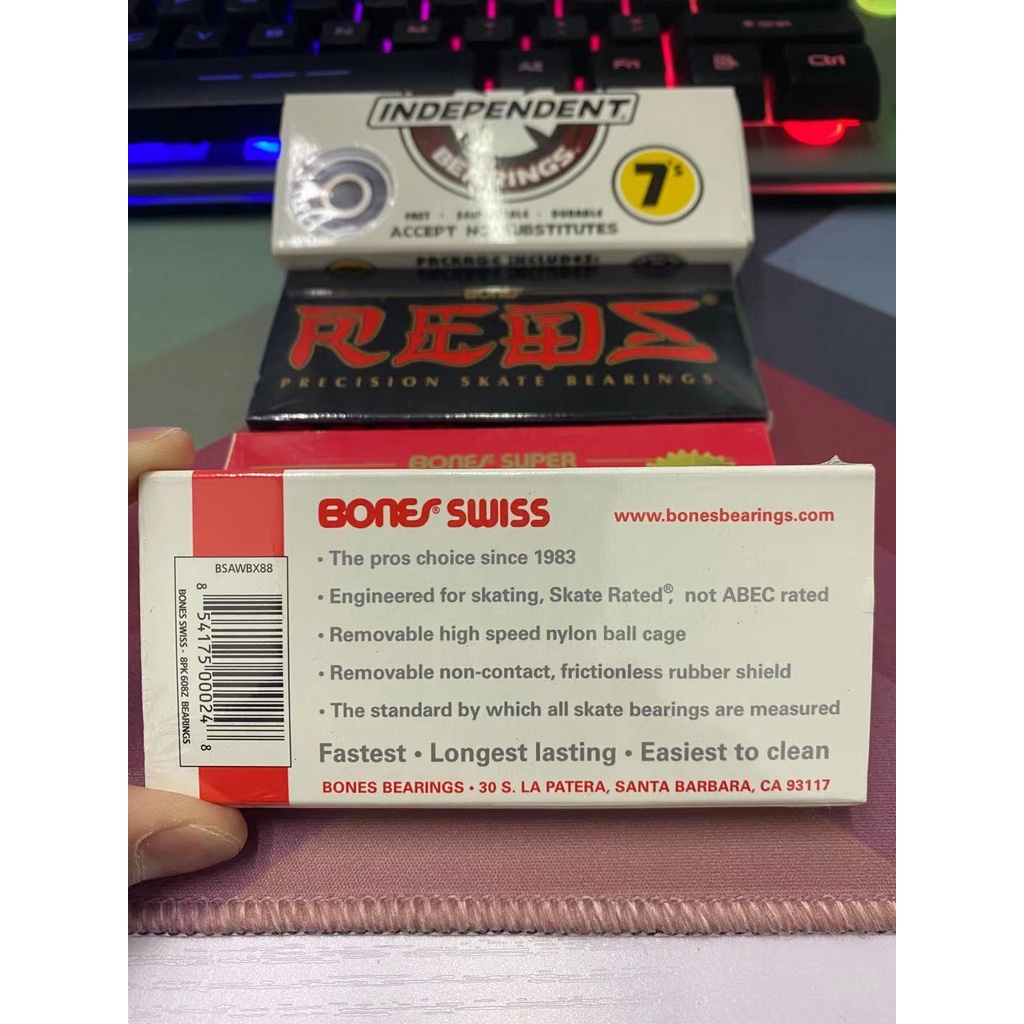 Alt
Fn
Ctrl
INDEPENDENT
BEARINGS
7's
ACCEPT NO SUBSTITUTES
PACKAGE INCLUDES:
BONES
REDS®
PRECISION SKATE BEARINGS
BONES SUPER
BONES® SWISS
www.bonesbearings.com
• The pros choice since 1983
• Engineered for skating, Skate Rated®, not ABEC rated
• Removable high speed nylon ball cage
• Removable non-contact, frictionless rubber shield
• The standard by which all skate bearings are measured
Fastest • Longest lasting • Easiest to clean
BONES BEARINGS • 30 S. LA PATERA, SANTA BARBARA, CA 93117
BSAWBX88
8 54175 00024 8
BONES SWISS - 8PK 608Z BEARINGS